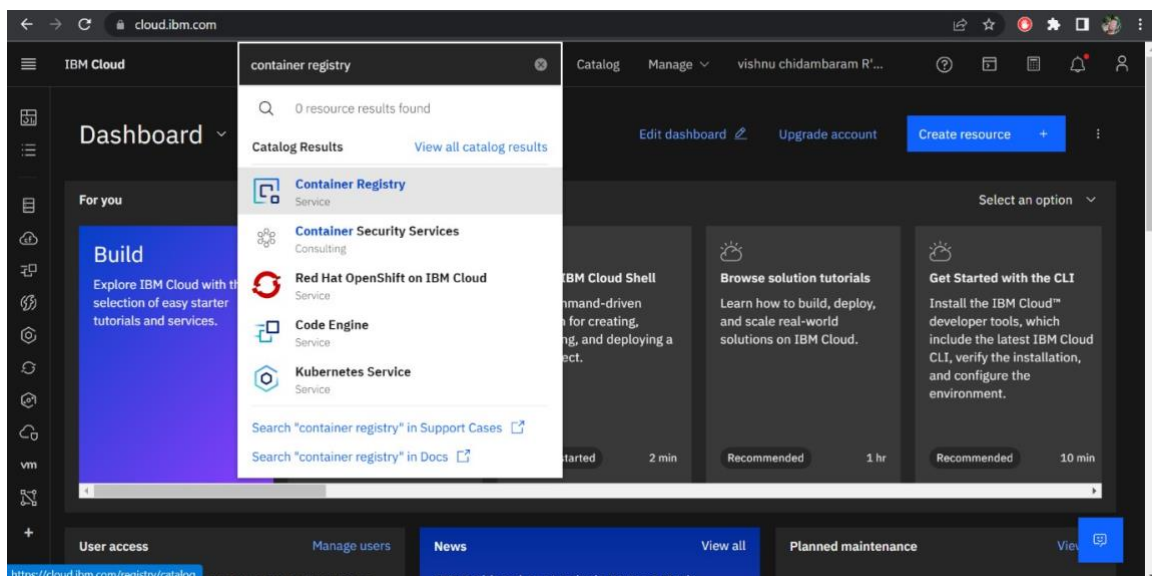 cloud.ibm.com
IBM Cloud
container registry
Catalog
Manage
vishnu chidambaram R'...
0 resource results found
Catalog Results
View all catalog results
Container Registry
Service
Container Security Services
Consulting
Red Hat OpenShift on IBM Cloud
Service
Code Engine
Service
Kubernetes Service
Service
Search "container registry" in Support Cases
Search "container registry" in Docs
Dashboard
Edit dashboard
Upgrade account
Create resource +
For you
Select an option
Build
Explore IBM Cloud with
selection of easy starter
tutorials and services.
IBM Cloud Shell
for creating,
and deploying a
2 min
Browse solution tutorials
Learn how to build, deploy,
and scale real-world
solutions on IBM Cloud.
Recommended
1 hr
Get Started with the CLI
Install the IBM Cloud™
developer tools, which
include the latest IBM Cloud
CLI, verify the installation,
and configure the
environment.
Recommended
10 min
vm
User access
Manage users
News
View all
Planned maintenance
https://cloud.ibm.com/registry/catalog